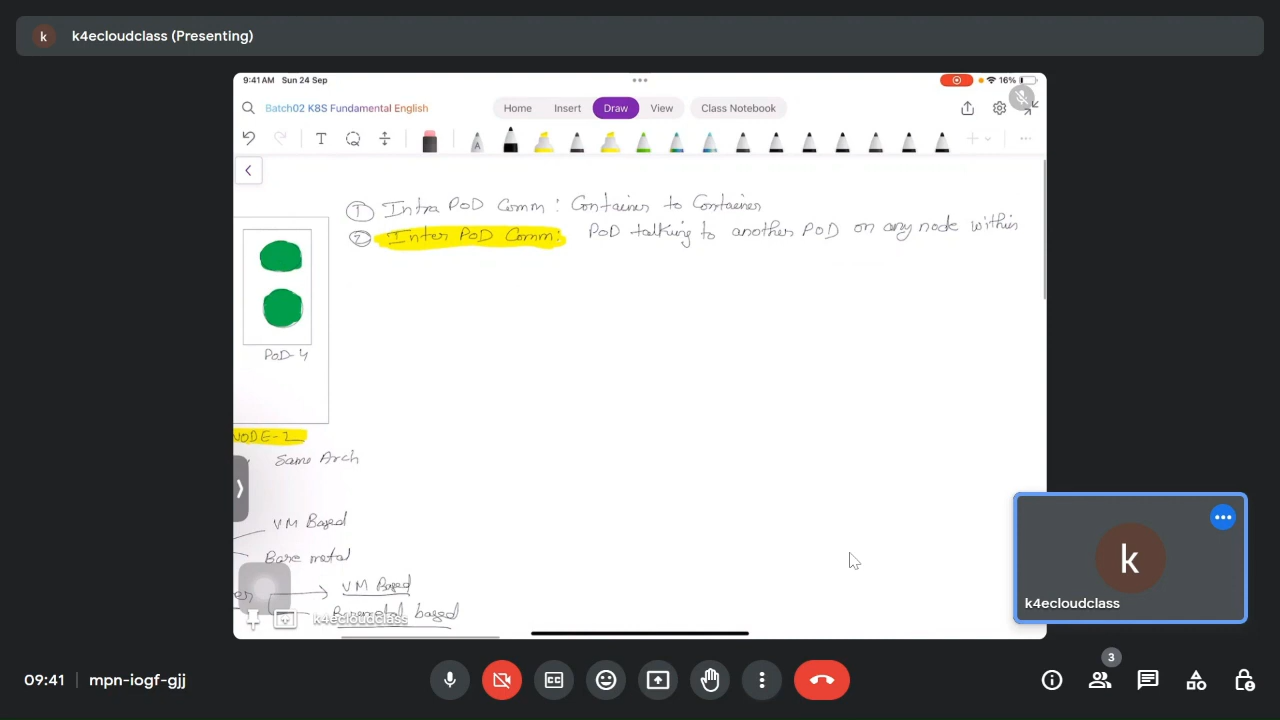 k k4ecloudclass (Presenting)
9:41 AM Sun 24 Sep
16%
Batch02 K8S Fundamental English
Home Insert Draw View Class Notebook
T
A
① Intra POD Comm : Container to Container
② Inter POD Comm: POD talking to another POD on any node within
POD-4
NODE-2
Same Arch
VM Based
Bare metal
VM Based
Baremetal based
k4ecloudclass
k
k4ecloudclass
09:41 mpn-iogf-gjj
CC
3